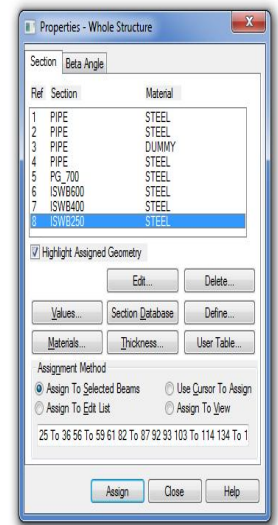 Properties - Whole Structure
X
Section Beta Angle
Ref Section Material
1 PIPE STEEL
2 PIPE STEEL
3 PIPE DUMMY
4 PIPE STEEL
5 PG_700 STEEL
6 ISWB600 STEEL
7 ISWB400 STEEL
8 ISWB250 STEEL
Highlight Assigned Geometry
Edit... Delete...
Values... Section Database Define...
Materials... Thickness... User Table...
Assignment Method
Assign To Selected Beams Use Cursor To Assign
Assign To Edit List Assign To View
25 To 36 56 To 59 61 82 To 87 92 93 103 To 114 134 To 1
Assign Close Help